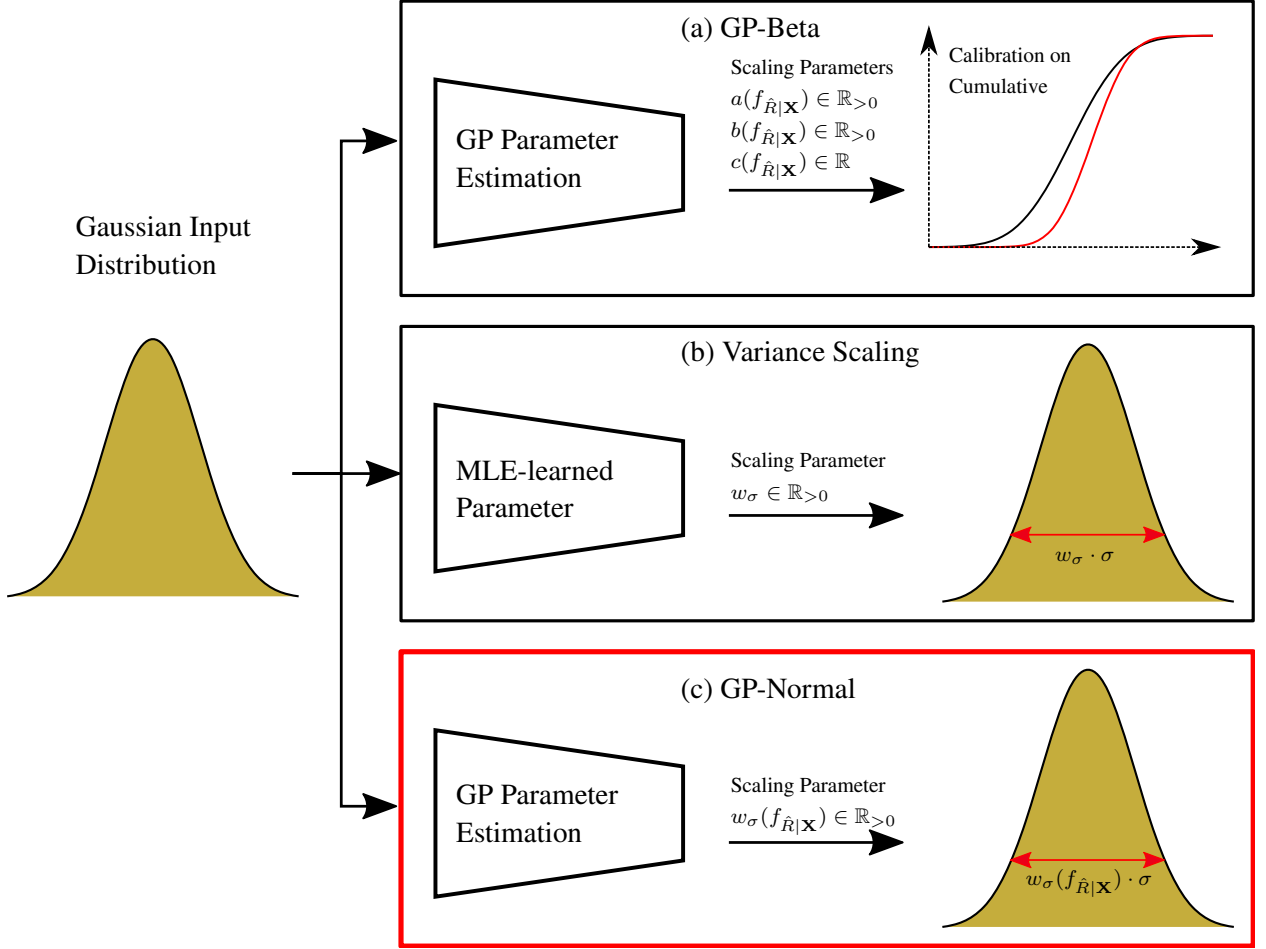 Gaussian Input
Distribution
(a) GP-Beta
GP Parameter
Estimation
Scaling Parameters
a(f_{R̂|𝐗}) ∈ ℝ_{>0}
b(f_{R̂|𝐗}) ∈ ℝ_{>0}
c(f_{R̂|𝐗}) ∈ ℝ
Calibration on
Cumulative
(b) Variance Scaling
MLE-learned
Parameter
Scaling Parameter
w_σ ∈ ℝ_{>0}
w_σ · σ
(c) GP-Normal
GP Parameter
Estimation
Scaling Parameter
w_σ(f_{R̂|𝐗}) ∈ ℝ_{>0}
w_σ(f_{R̂|𝐗}) · σ